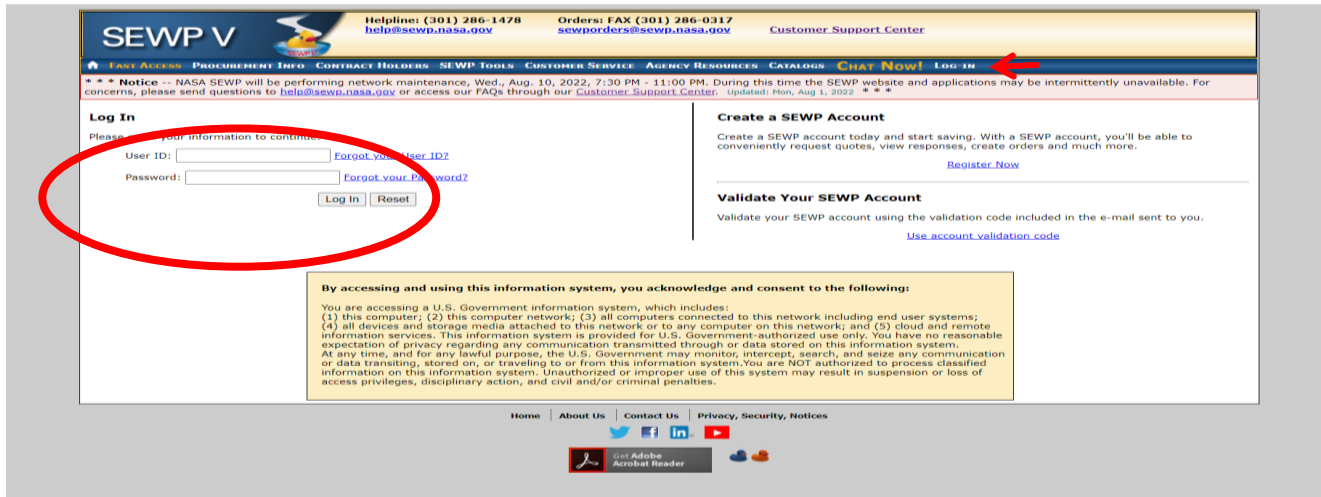 SEWP V
SEWP V
Helpline: (301) 286-1478 Orders: FAX (301) 286-0317
help@sewp.nasa.gov sewporders@sewp.nasa.gov Customer Support Center
Fast Access Procurement Info Contract Holders SEWP Tools Customer Service Agency Resources Catalogs Chat Now! Log-in
* * * Notice -- NASA SEWP will be performing network maintenance, Wed., Aug. 10, 2022, 7:30 PM - 11:00 PM. During this time the SEWP website and applications may be intermittently unavailable. For
concerns, please send questions to help@sewp.nasa.gov or access our FAQs through our Customer Support Center. Updated: Mon, Aug 1, 2022 * * *
Log In
Please your information to continue
User ID: Forgot your User ID?
Password: Forgot your Password?
Log In Reset
Create a SEWP Account
Create a SEWP account today and start saving. With a SEWP account, you'll be able to
conveniently request quotes, view responses, create orders and much more.
Register Now
Validate Your SEWP Account
Validate your SEWP account using the validation code included in the e-mail sent to you.
Use account validation code
By accessing and using this information system, you acknowledge and consent to the following:
You are accessing a U.S. Government information system, which includes:
(1) this computer; (2) this computer network; (3) all computers connected to this network including end user systems;
(4) all devices and storage media attached to this network or to any computer on this network; and (5) cloud and remote
information services. This information system is provided for U.S. Government-authorized use only. You have no reasonable
expectation of privacy regarding any communication transmitted through or data stored on this information system.
At any time, and for any lawful purpose, the U.S. Government may monitor, intercept, search, and seize any communication
or data transiting, stored on, or traveling to or from this information system.You are NOT authorized to process classified
information on this information system. Unauthorized or improper use of this system may result in suspension or loss of
access privileges, disciplinary action, and civil and/or criminal penalties.
Home | About Us | Contact Us | Privacy, Security, Notices
in
Get Adobe
Acrobat Reader